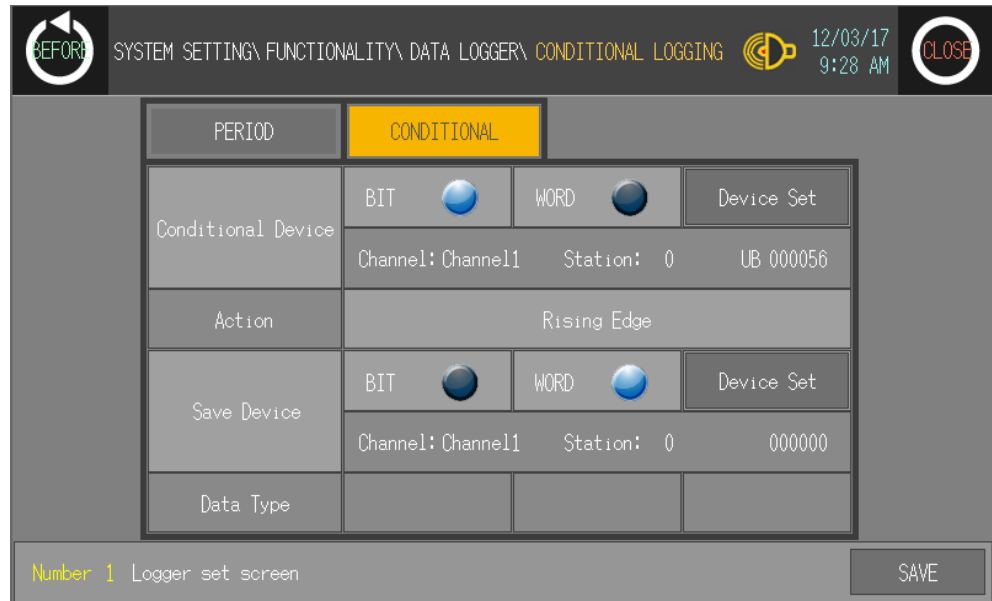 BEFORE
SYSTEM SETTING\ FUNCTIONALITY\ DATA LOGGER\ CONDITIONAL LOGGING
12/03/17
9:28 AM
CLOSE
PERIOD
CONDITIONAL
Conditional Device
BIT
WORD
Device Set
Channel: Channel1 Station: 0 UB 000056
Action
Rising Edge
Save Device
BIT
WORD
Device Set
Channel: Channel1 Station: 0 000000
Data Type
Number 1 Logger set screen
SAVE